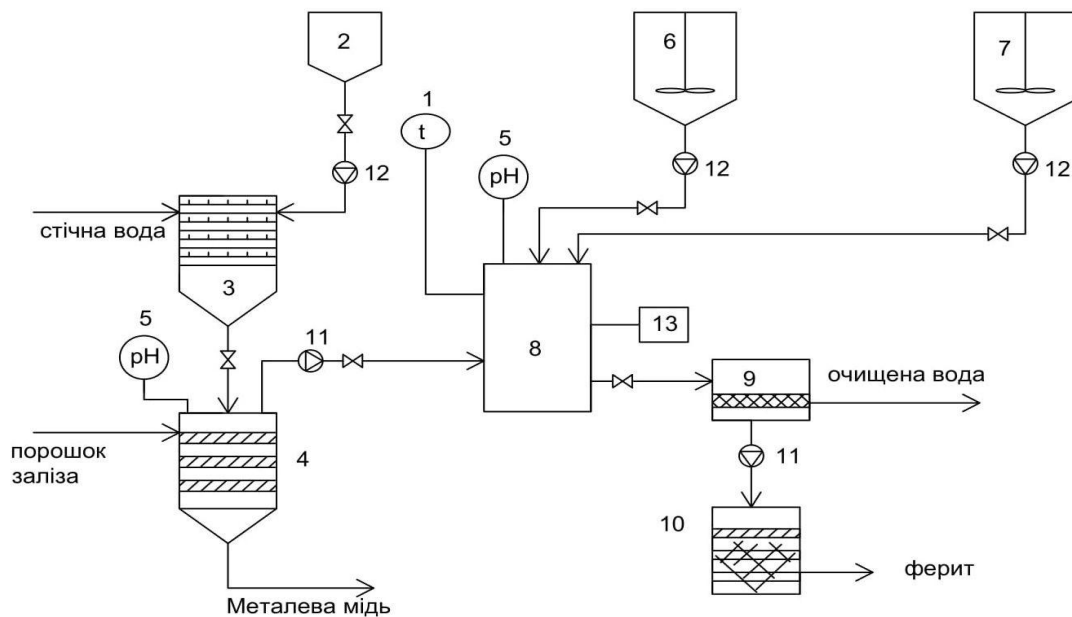 2
6
7
1
t
5
pH
12
12
12
стічна вода
3
5
pH
11
8
13
9
очищена вода
порошок
заліза
4
11
10
ферит
Металева мідь